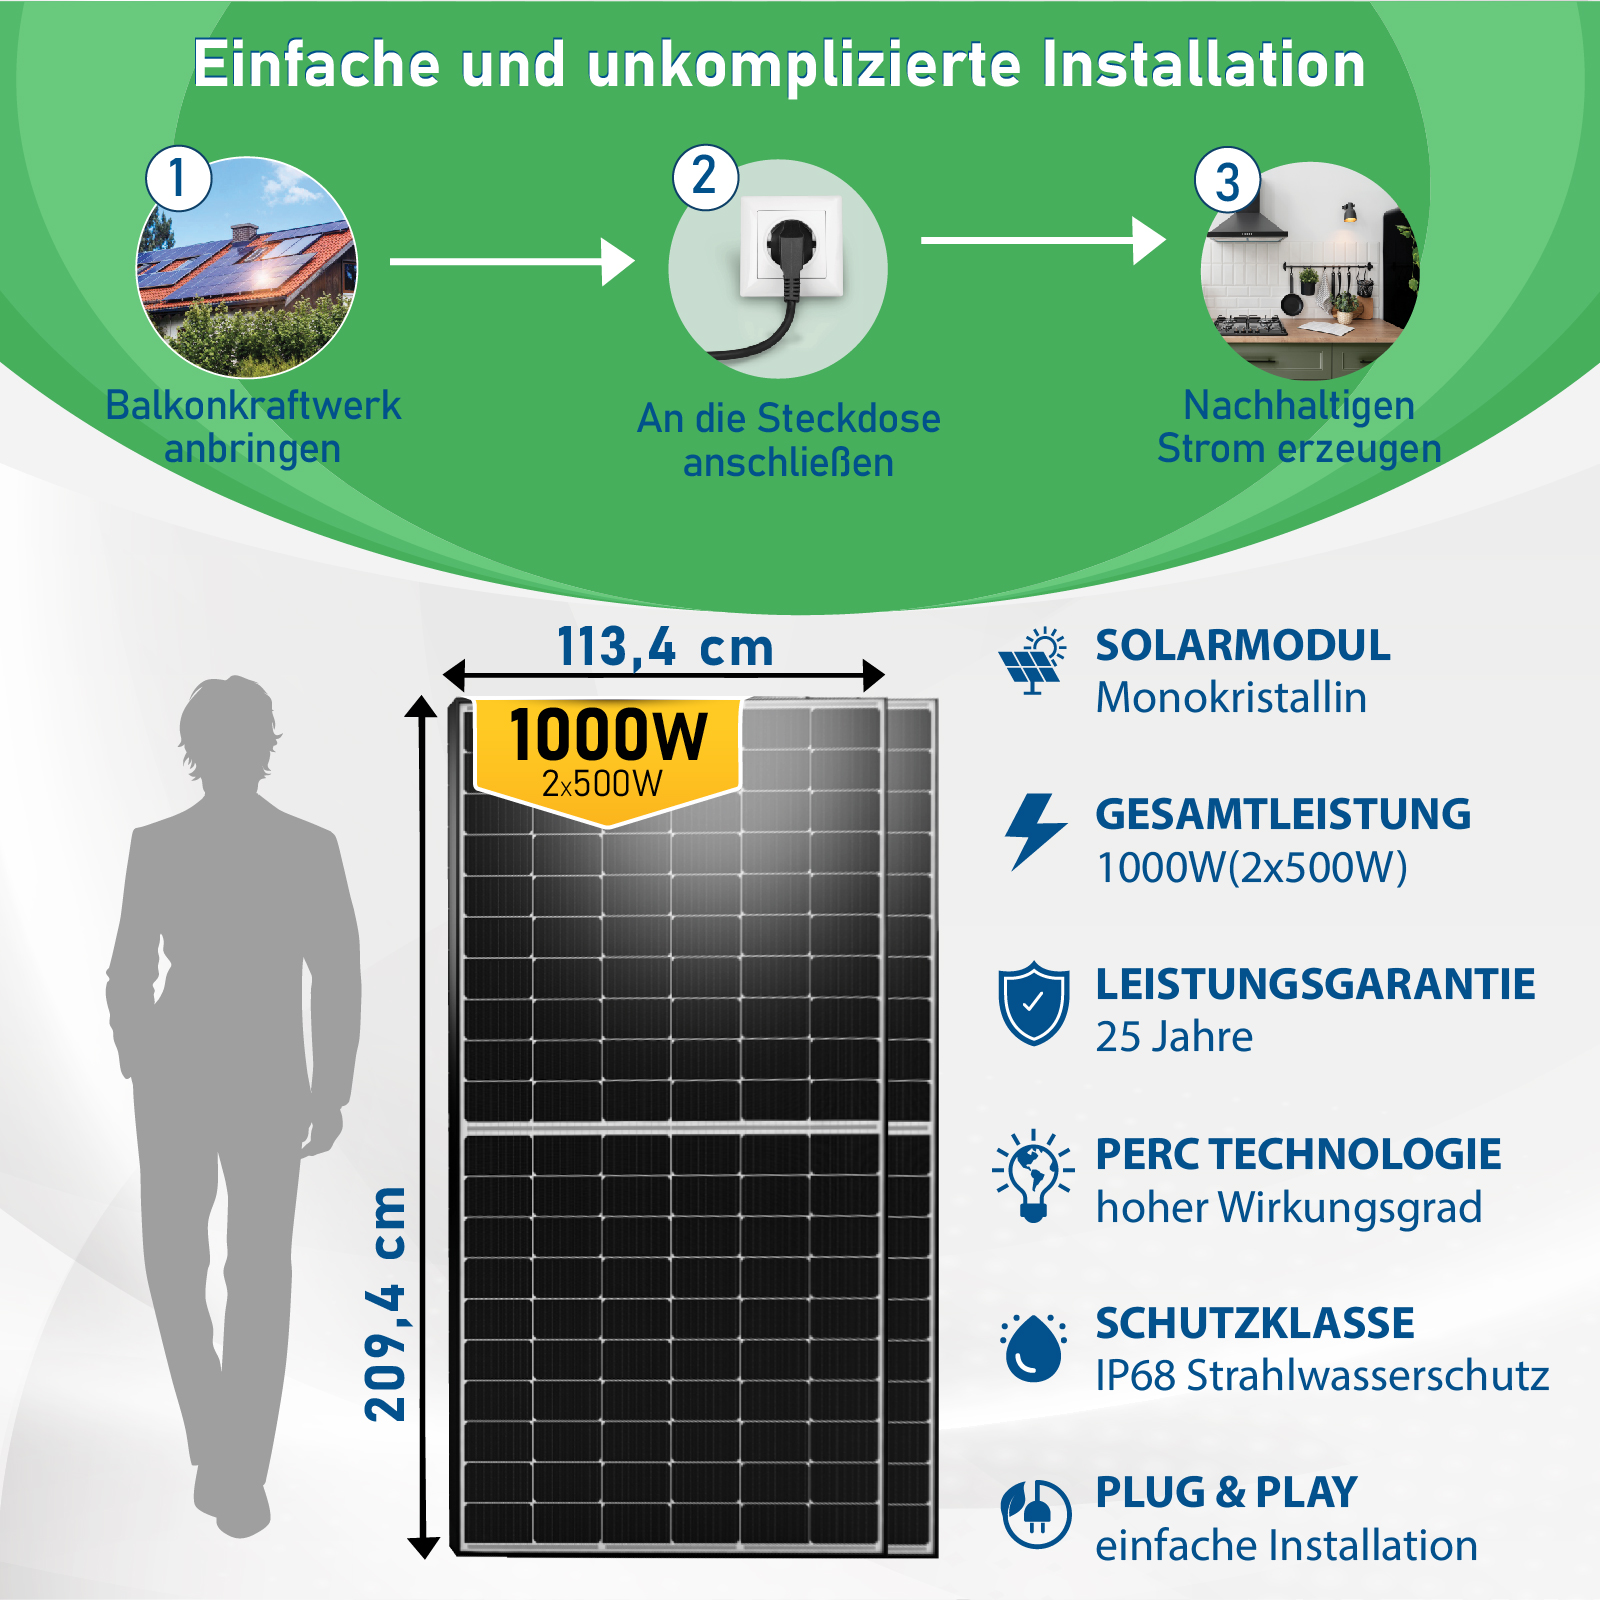 Einfache und unkomplizierte Installation
1
2
3
Balkonkraftwerk
anbringen
An die Steckdose
anschließen
Nachhaltigen
Strom erzeugen
113,4 cm
209,4 cm
1000W
2x500W
SOLARMODUL
Monokristallin
GESAMTLEISTUNG
1000W(2x500W)
LEISTUNGSGARANTIE
25 Jahre
PERC TECHNOLOGIE
hoher Wirkungsgrad
SCHUTZKLASSE
IP68 Strahlwasserschutz
PLUG & PLAY
einfache Installation